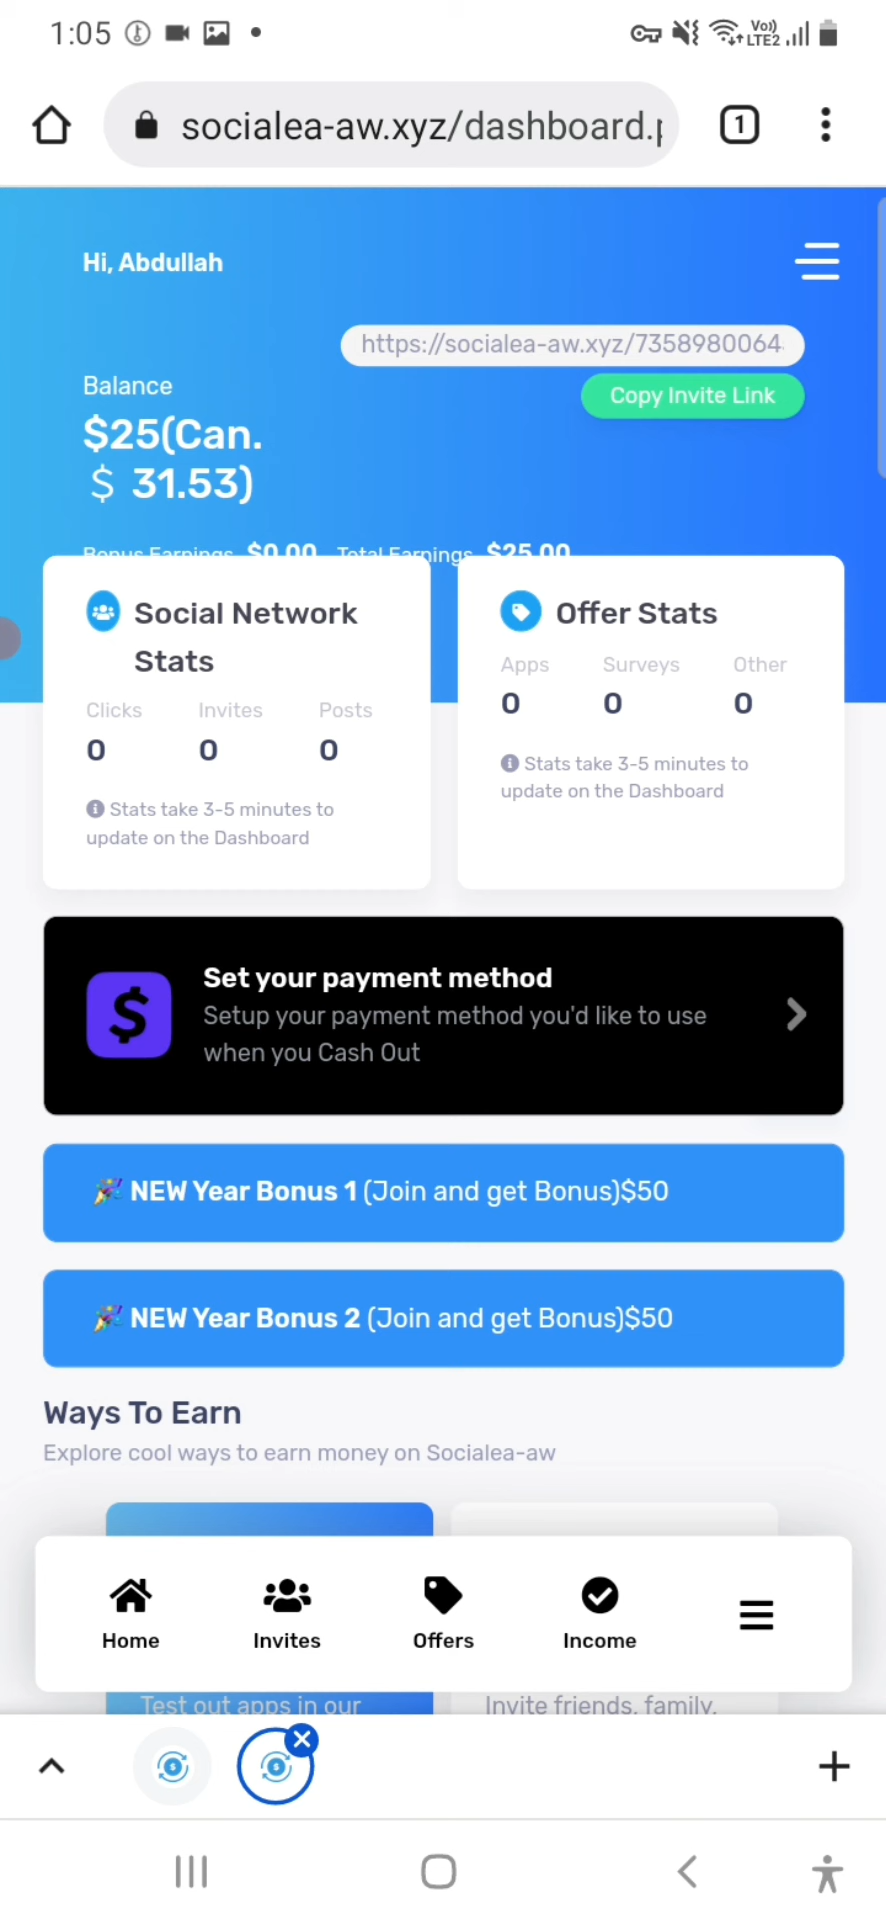 1:05
Vo))
LTE2
socialea-aw.xyz/dashboard.p
1
Hi, Abdullah
https://socialea-aw.xyz/7358980064
Copy Invite Link
Balance
$25(Can.
$ 31.53)
Bonus Earnings $0.00 Total Earnings $25.00
Social Network
Stats
Clicks Invites Posts
0 0 0
Stats take 3-5 minutes to
update on the Dashboard
Offer Stats
Apps Surveys Other
0 0 0
Stats take 3-5 minutes to
update on the Dashboard
Set your payment method
Setup your payment method you'd like to use
when you Cash Out
NEW Year Bonus 1 (Join and get Bonus)$50
NEW Year Bonus 2 (Join and get Bonus)$50
Ways To Earn
Explore cool ways to earn money on Socialea-aw
Home Invites Offers Income
Test out apps in our
Invite friends, family,